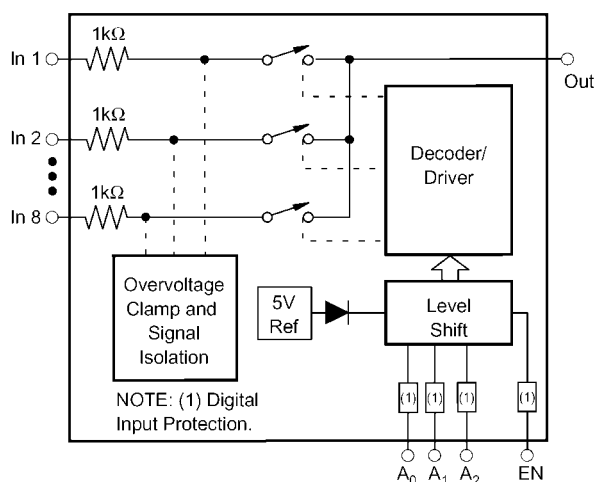 1kΩ
In 1
Out
1kΩ
In 2
1kΩ
In 8
Decoder/
Driver
Overvoltage
Clamp and
Signal
Isolation
5V
Ref
Level
Shift
NOTE: (1) Digital
Input Protection.
(1) (1) (1) (1)
A0 A1 A2 EN